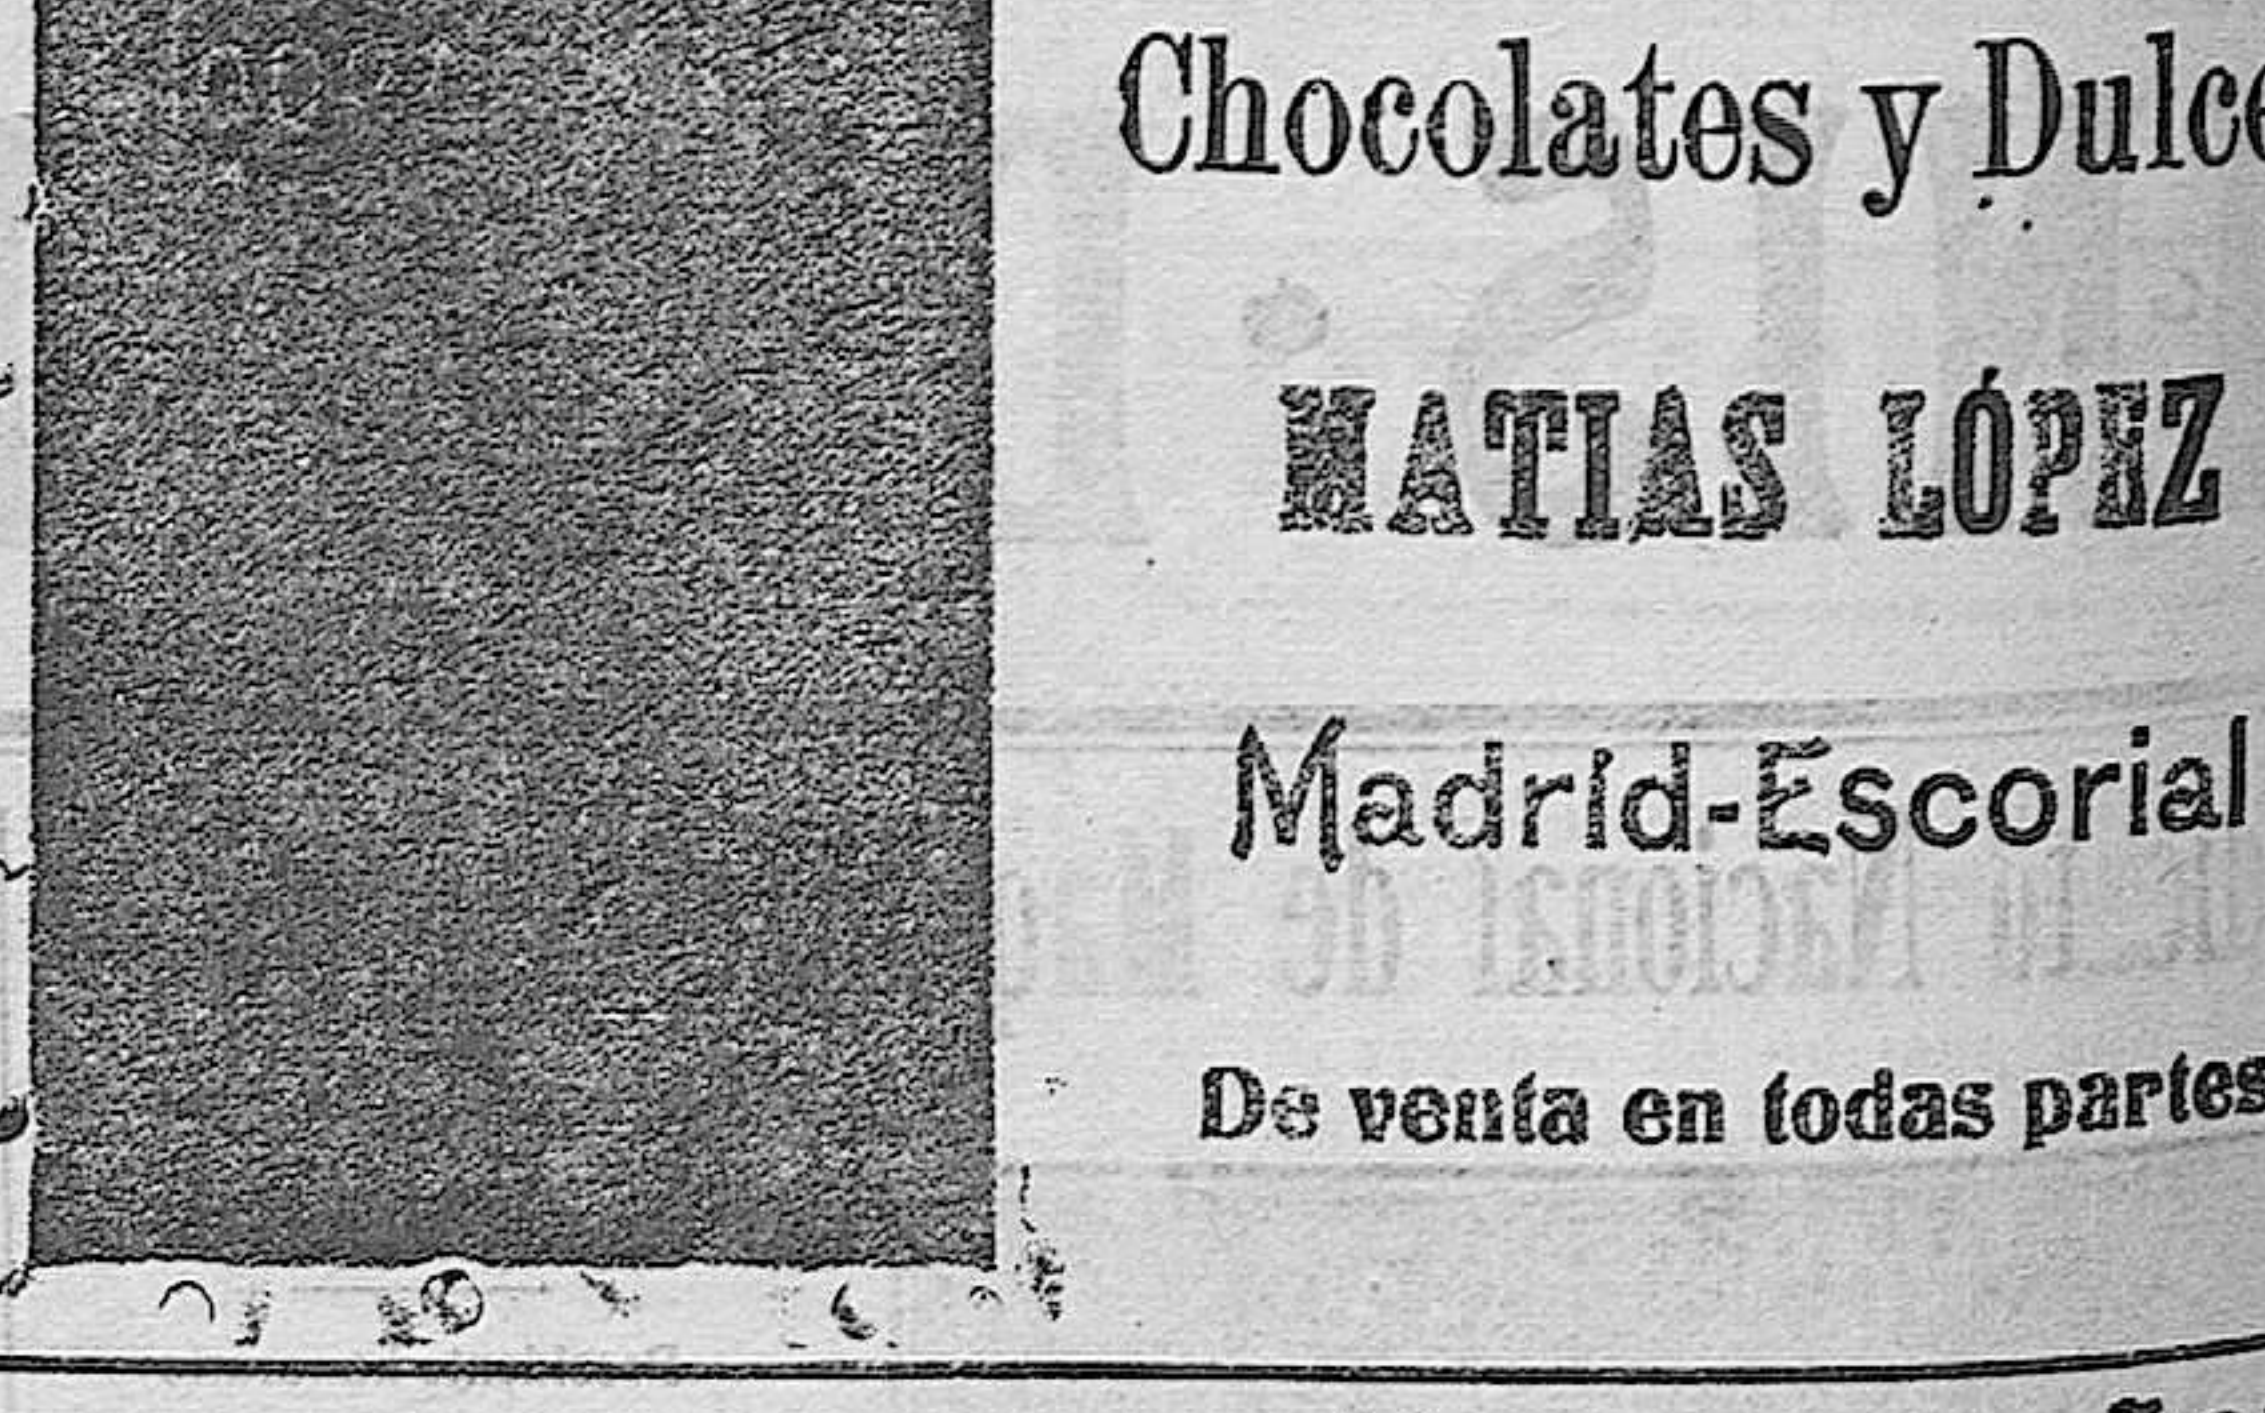 Chocolates y Dulce
MATIAS LÓPEZ
Madrid-Escorial
De venta en todas partes